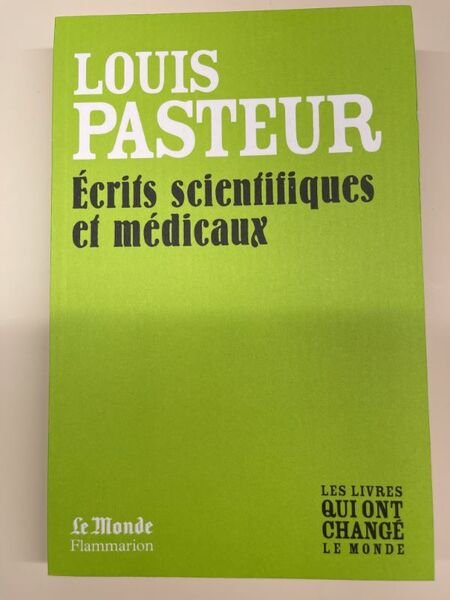 LOUIS
PASTEUR
Écrits scientifiques
et médicaux
LES LIVRES
QUI ONT
CHANGÉ
LE MONDE
Le Monde
Flammarion